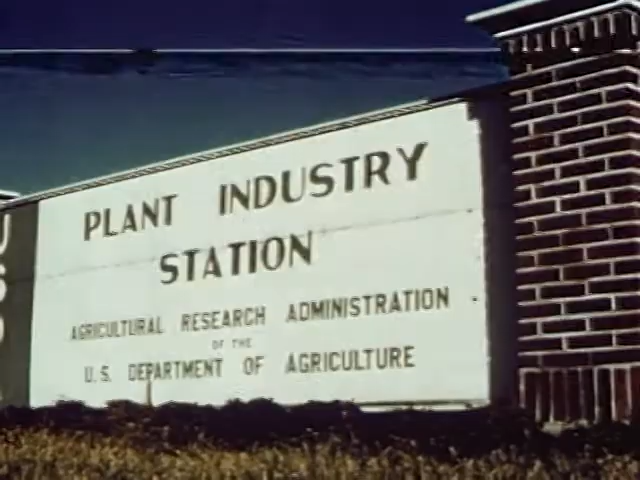 PLANT INDUSTRY
STATION
AGRICULTURAL RESEARCH ADMINISTRATION
OF THE
U.S. DEPARTMENT OF AGRICULTURE